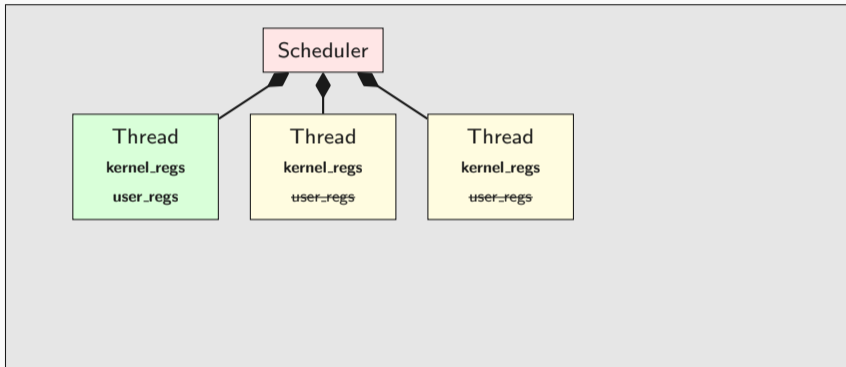 Scheduler
Thread
kernel_regs
user_regs
Thread
kernel_regs
user_regs
Thread
kernel_regs
user_regs